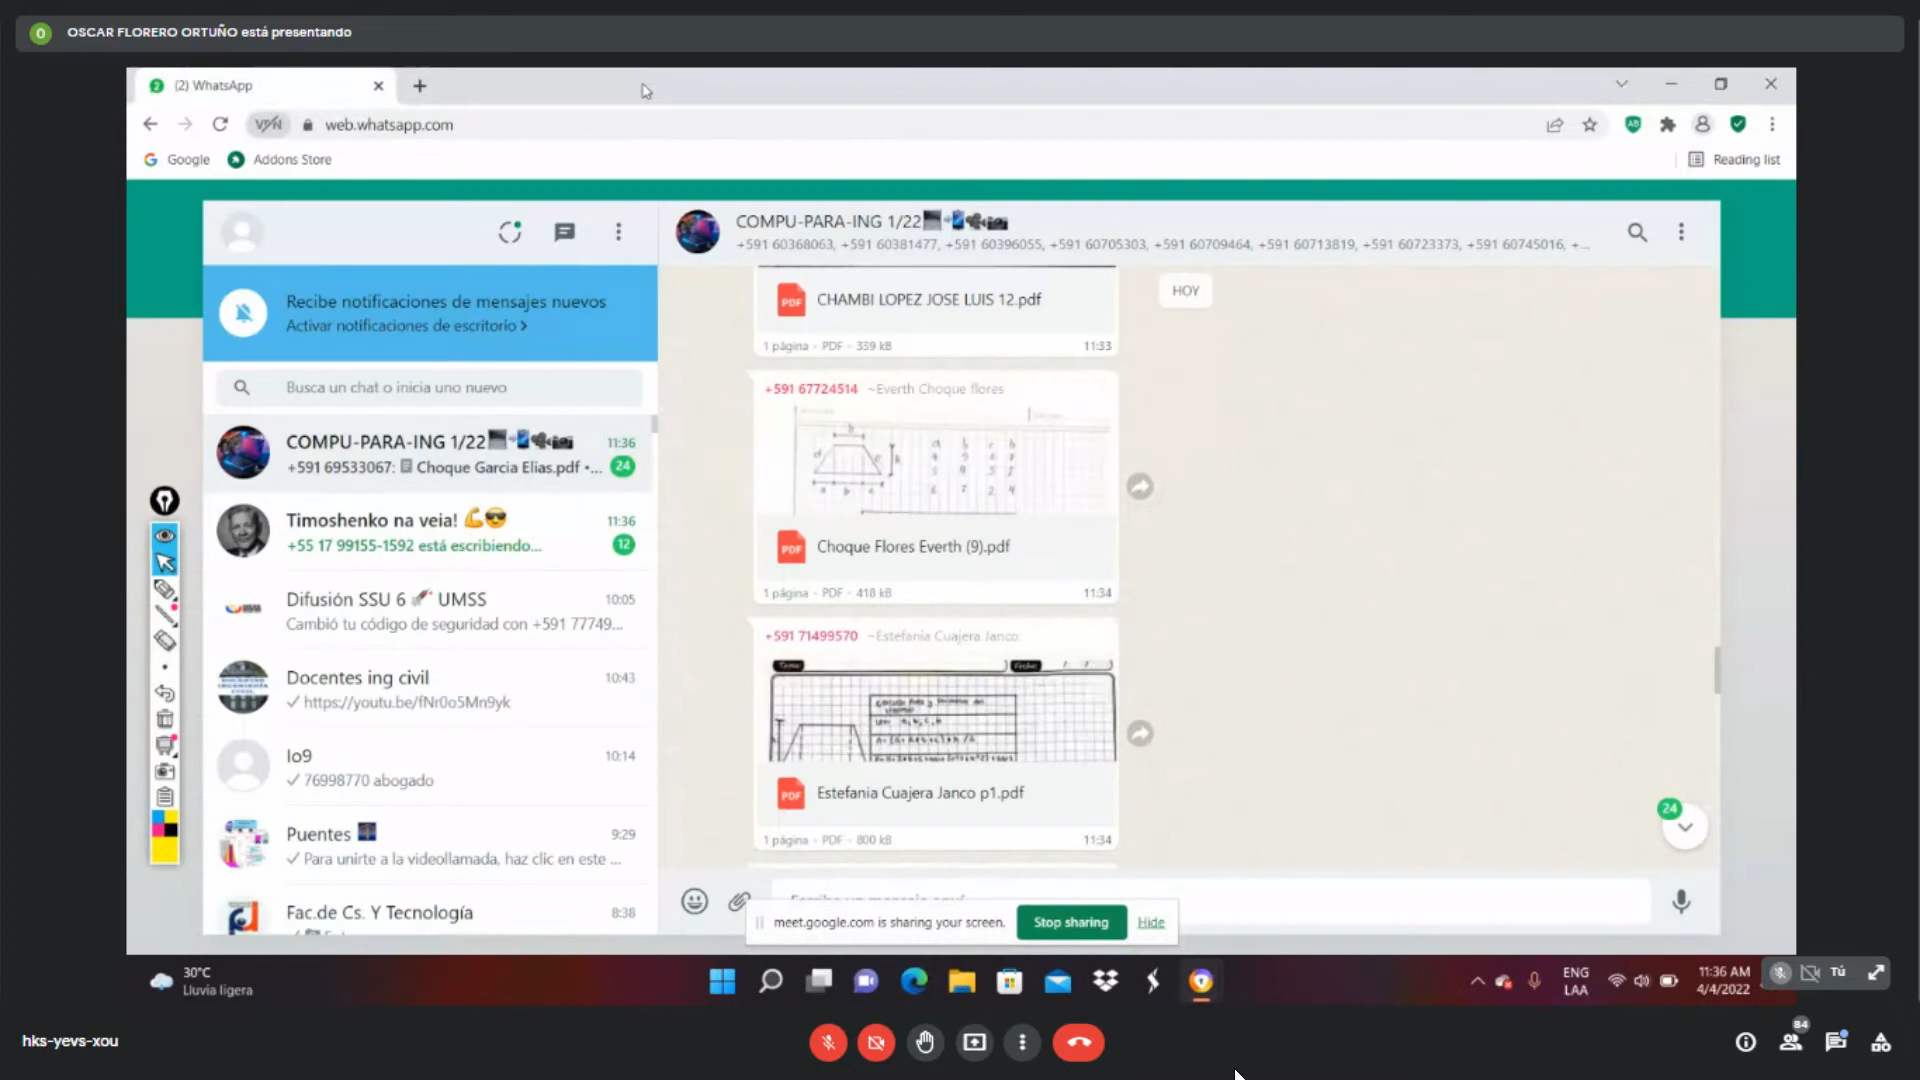 OSCAR FLORERO ORTUÑO está presentando
(2) WhatsApp
VPN
web.whatsapp.com
Google
Addons Store
Reading list
COMPU-PARA-ING 1/22
+591 60368063, +591 60381477, +591 60396055, +591 60705303, +591 60709464, +591 60713819, +591 60723373, +591 60745016, +...
Recibe notificaciones de mensajes nuevos
Activar notificaciones de escritorio >
Busca un chat o inicia uno nuevo
COMPU-PARA-ING 1/22
11:36
+591 69533067: Choque Garcia Elias.pdf •...
24
Timoshenko na veia!
11:36
+55 17 99155-1592 está escribiendo...
12
Difusión SSU 6 UMSS
10:05
Cambió tu código de seguridad con +591 77749...
Docentes ing civil
10:43
https://youtu.be/fNr0o5Mn9yk
Io9
10:14
76998770 abogado
Puentes
9:29
Para unirte a la videollamada, haz clic en este ...
Fac.de Cs. Y Tecnología
8:38
HOY
PDF
CHAMBI LOPEZ JOSE LUIS 12.pdf
1 página • PDF • 359 kB
11:33
+591 67724514 ~Everth Choque flores
PDF
Choque Flores Everth (9).pdf
1 página • PDF • 418 kB
11:34
+591 71499570 ~Estefania Cuajera Janco
Tema:
Fecha:
PDF
Estefania Cuajera Janco p1.pdf
1 página • PDF • 800 kB
11:34
24
meet.google.com is sharing your screen.
Stop sharing
Hide
30°C
Lluvia ligera
ENG
LAA
11:36 AM
4/4/2022
Tú
hks-yevs-xou
84